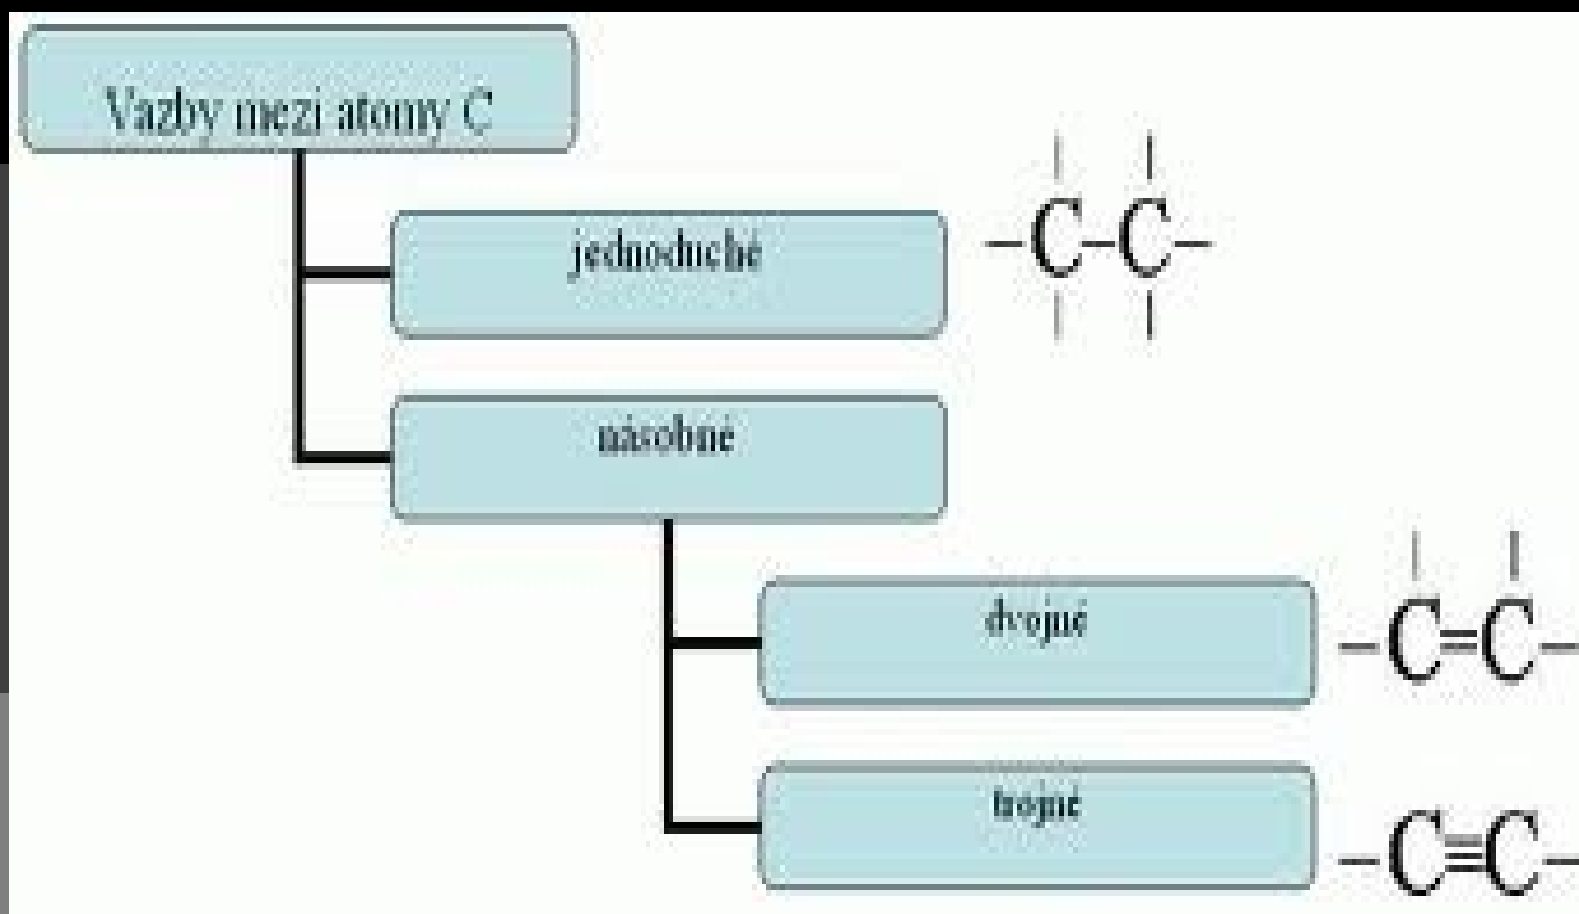 Vazby mezi atomy C
jednoduché
C-C
násobné
dvojné
C=C
trojné
C≡C